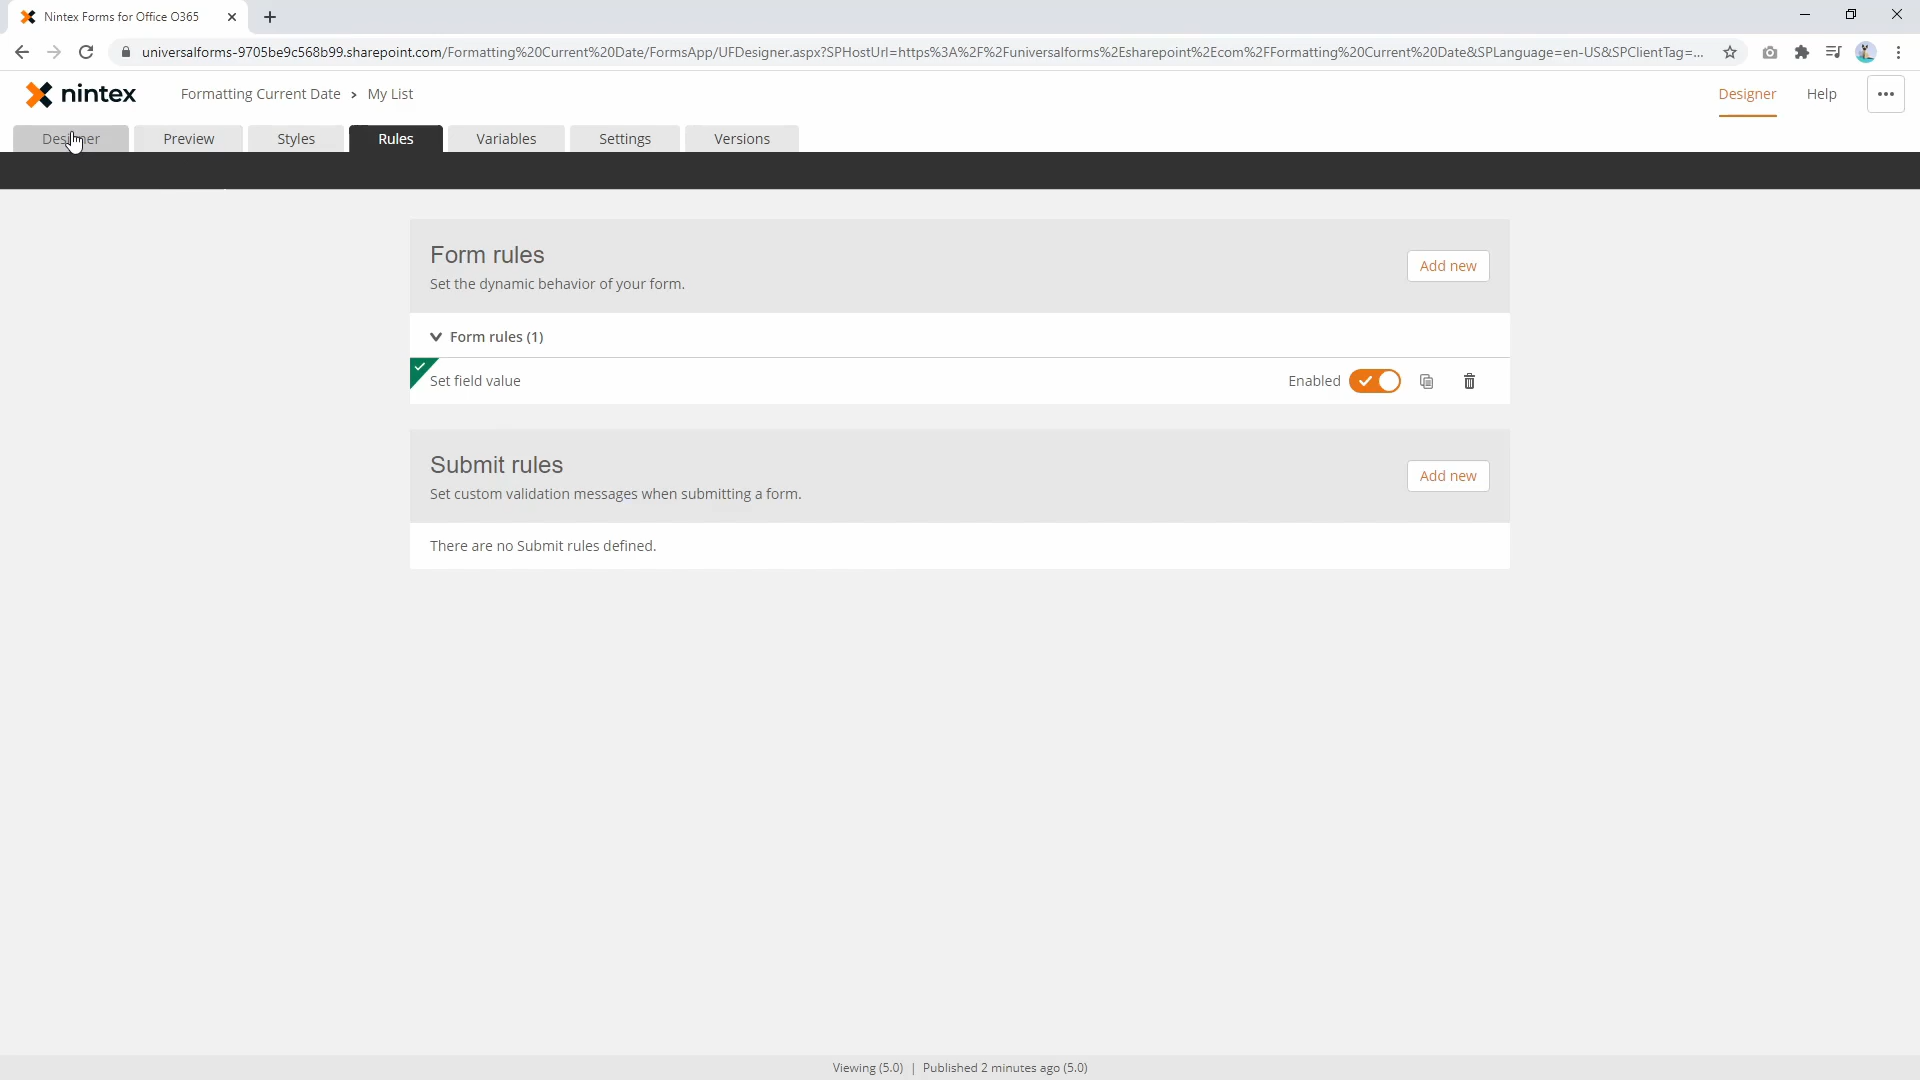 Nintex Forms for Office O365
universalforms-9705be9c568b99.sharepoint.com/Formatting%20Current%20Date/FormsApp/UFDesigner.aspx?SPHostUrl=https%3A%2F%2Funiversalforms%2Esharepoint%2Ecom%2FFormatting%20Current%20Date&SPLanguage=en-US&SPClientTag=...
nintex
Formatting Current Date > My List
Designer Help
Designer Preview Styles Rules Variables Settings Versions
Form rules
Set the dynamic behavior of your form.
Add new
Form rules (1)
Set field value
Enabled
Submit rules
Set custom validation messages when submitting a form.
Add new
There are no Submit rules defined.
Viewing (5.0) | Published 2 minutes ago (5.0)